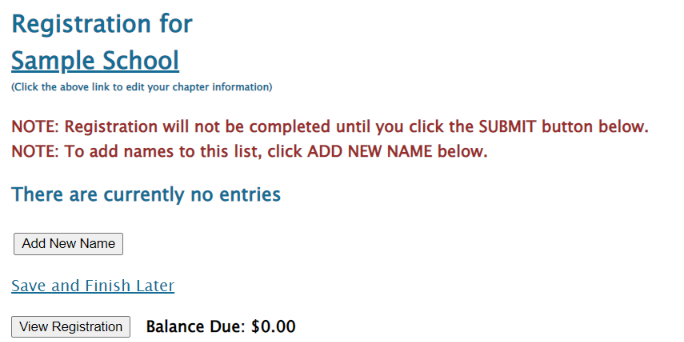 Registration for
Sample School
(Click the above link to edit your chapter information)
NOTE: Registration will not be completed until you click the SUBMIT button below.
NOTE: To add names to this list, click ADD NEW NAME below.
There are currently no entries
Add New Name
Save and Finish Later
View Registration Balance Due: $0.00